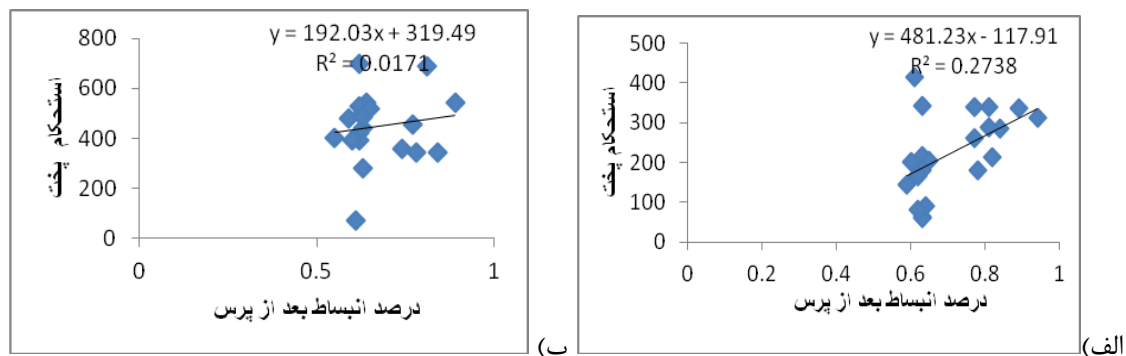 y = 481.23x - 117.91
R² = 0.2738
500
400
300
200
100
0
0 0.2 0.4 0.6 0.8 1
استحکام پخت
درصد انبساط بعد از پرس
الف)
y = 192.03x + 319.49
R² = 0.0171
800
600
400
200
0
0 0.5 1
استحکام پخت
درصد انبساط بعد از پرس
ب)